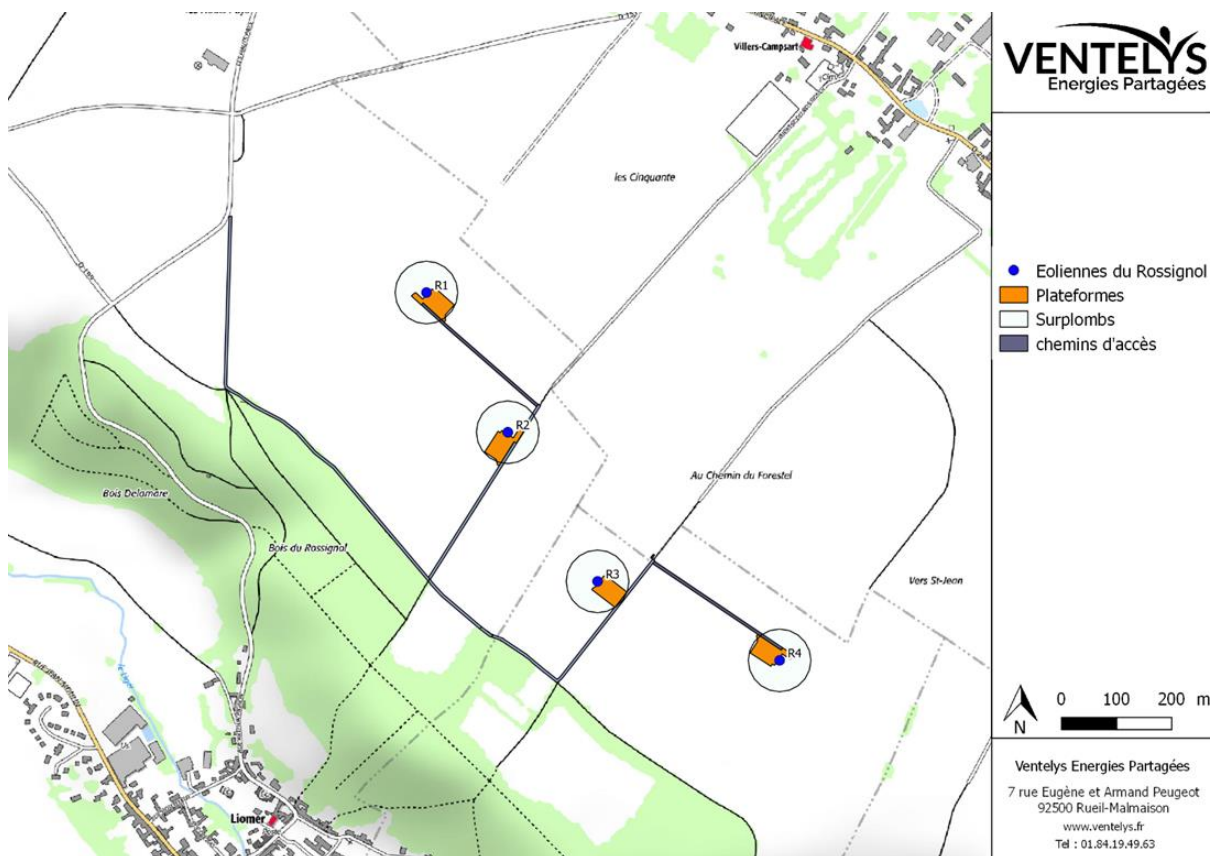 Villers-Campsart
les Cinquante
R1
R2
Au Chemin du Forestel
Bois Delamare
Bois du Rossignol
R3
Vers St-Jean
R4
Liomer
VENTELYS
Energies Partagées
Eoliennes du Rossignol
Plateformes
Surplombs
chemins d'accès
0 100 200 m
N
Ventelys Energies Partagées
7 rue Eugène et Armand Peugeot
92500 Rueil-Malmaison
www.ventelys.fr
Tel : 01.84.19.49.63